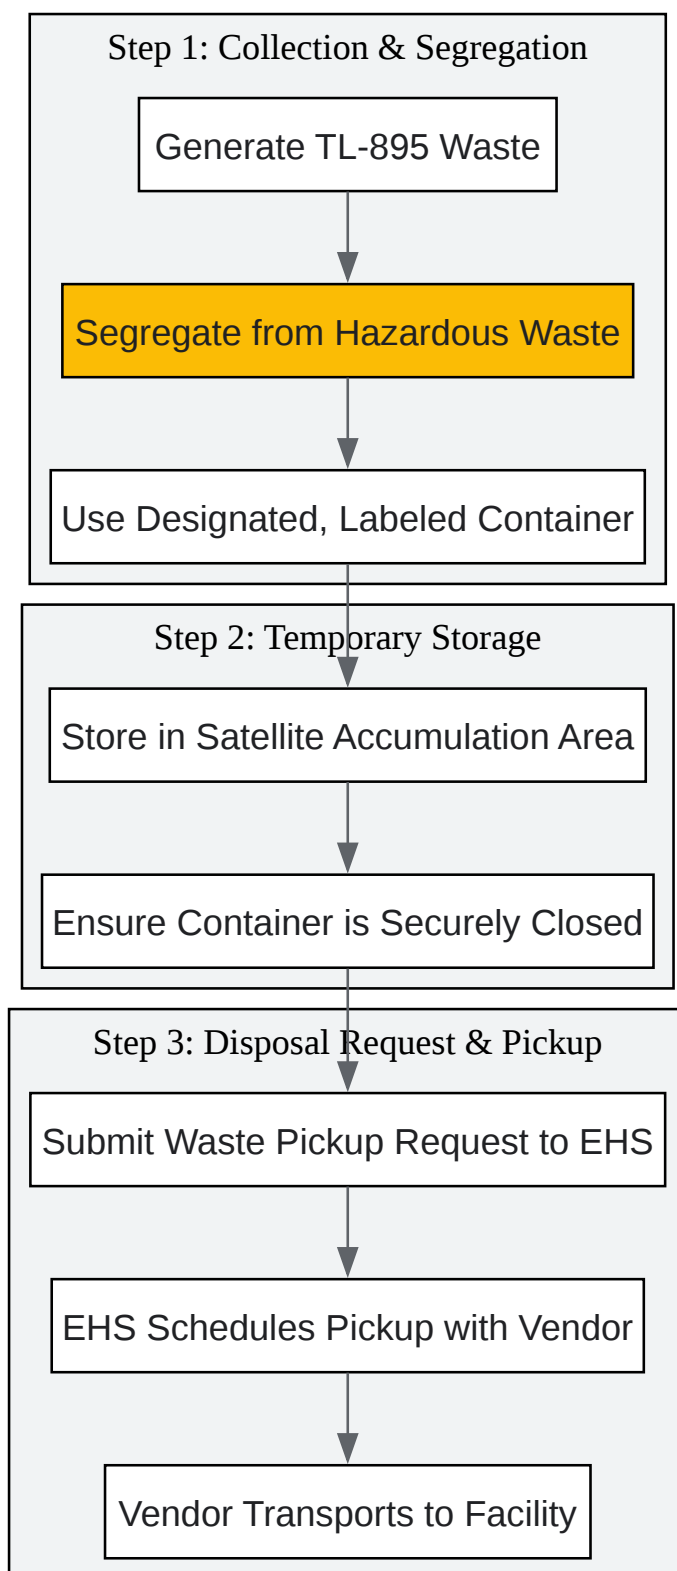 Step 1: Collection & Segregation
Generate TL-895 Waste
Segregate from Hazardous Waste
Use Designated, Labeled Container
Step 2: Temporary Storage
Store in Satellite Accumulation Area
Ensure Container is Securely Closed
Step 3: Disposal Request & Pickup
Submit Waste Pickup Request to EHS
EHS Schedules Pickup with Vendor
Vendor Transports to Facility